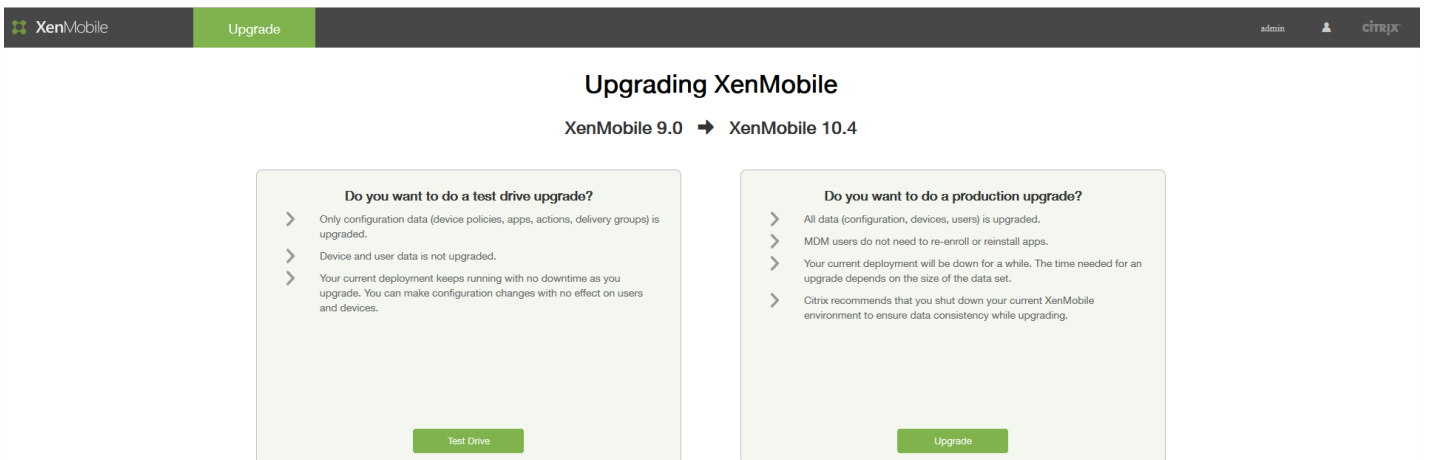 XenMobile
Upgrade
admin
CİTRIX
Upgrading XenMobile
XenMobile 9.0 → XenMobile 10.4
Do you want to do a test drive upgrade?
Only configuration data (device policies, apps, actions, delivery groups) is
upgraded.
Device and user data is not upgraded.
Your current deployment keeps running with no downtime as you
upgrade. You can make configuration changes with no effect on users
and devices.
Test Drive
Do you want to do a production upgrade?
All data (configuration, devices, users) is upgraded.
MDM users do not need to re-enroll or reinstall apps.
Your current deployment will be down for a while. The time needed for an
upgrade depends on the size of the data set.
Citrix recommends that you shut down your current XenMobile
environment to ensure data consistency while upgrading.
Upgrade